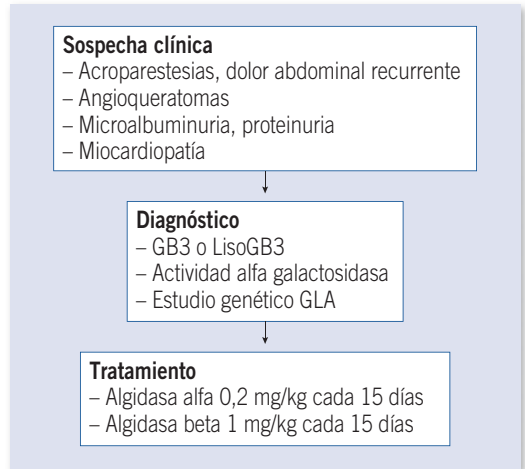 Sospecha clínica
– Acroparestesias, dolor abdominal recurrente
– Angioqueratomas
– Microalbuminuria, proteinuria
– Miocardiopatía
Diagnóstico
– GB3 o LisoGB3
– Actividad alfa galactosidasa
– Estudio genético GLA
Tratamiento
– Algidasa alfa 0,2 mg/kg cada 15 días
– Algidasa beta 1 mg/kg cada 15 días